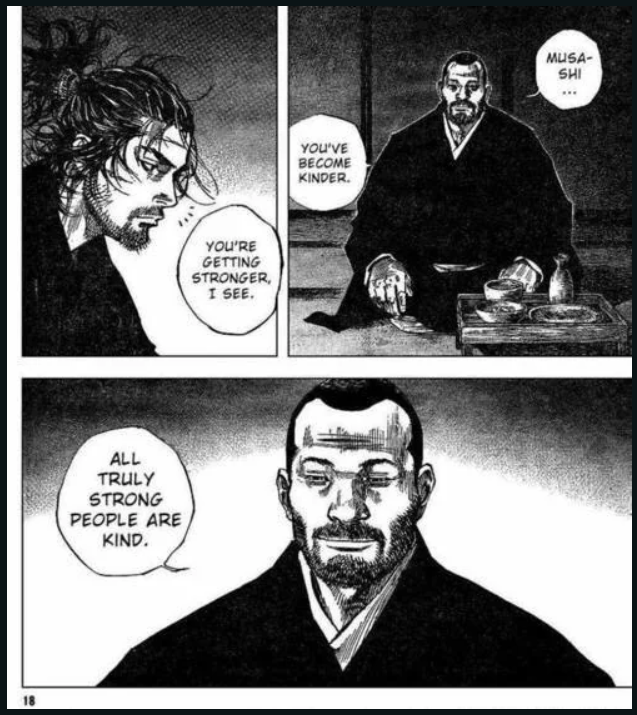 MUSA-
SHI
...
YOU'VE
BECOME
KINDER.
YOU'RE
GETTING
STRONGER,
I SEE.
ALL
TRULY
STRONG
PEOPLE ARE
KIND.
18